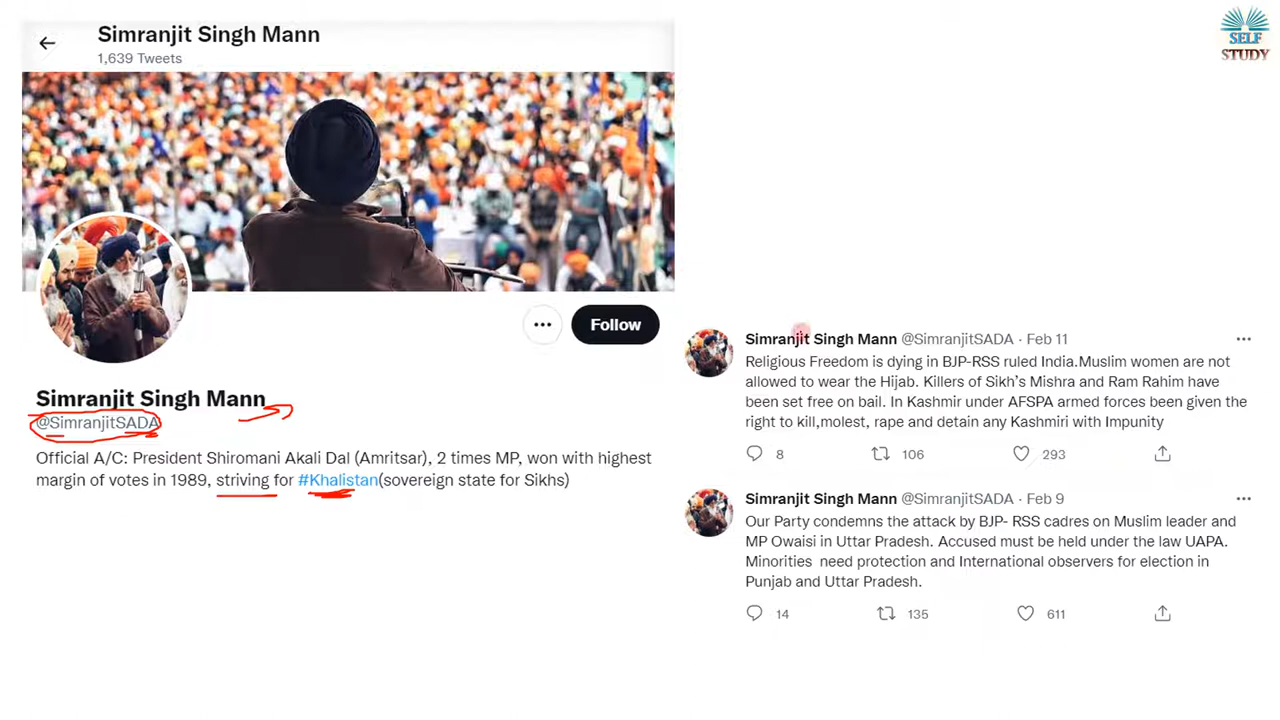 Simranjit Singh Mann
1,639 Tweets
SELF
STUDY
Follow
Simranjit Singh Mann
@SimranjitSADA
Official A/C: President Shiromani Akali Dal (Amritsar), 2 times MP, won with highest
margin of votes in 1989, striving for #Khalistan(sovereign state for Sikhs)
Simranjit Singh Mann @SimranjitSADA · Feb 11
Religious Freedom is dying in BJP-RSS ruled India.Muslim women are not
allowed to wear the Hijab. Killers of Sikh's Mishra and Ram Rahim have
been set free on bail. In Kashmir under AFSPA armed forces been given the
right to kill,molest, rape and detain any Kashmiri with Impunity
8 106 293
Simranjit Singh Mann @SimranjitSADA · Feb 9
Our Party condemns the attack by BJP- RSS cadres on Muslim leader and
MP Owaisi in Uttar Pradesh. Accused must be held under the law UAPA.
Minorities  need protection and International observers for election in
Punjab and Uttar Pradesh.
14 135 611